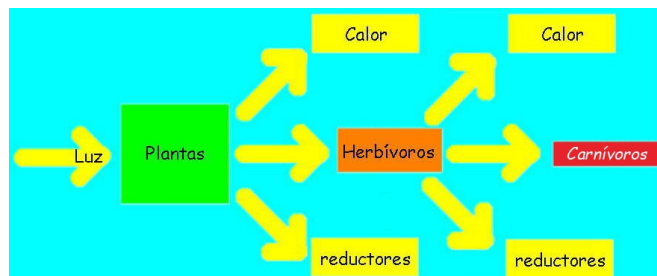 Calor
Calor
Luz
Plantas
Herbívoros
Carnívoros
reductores
reductores